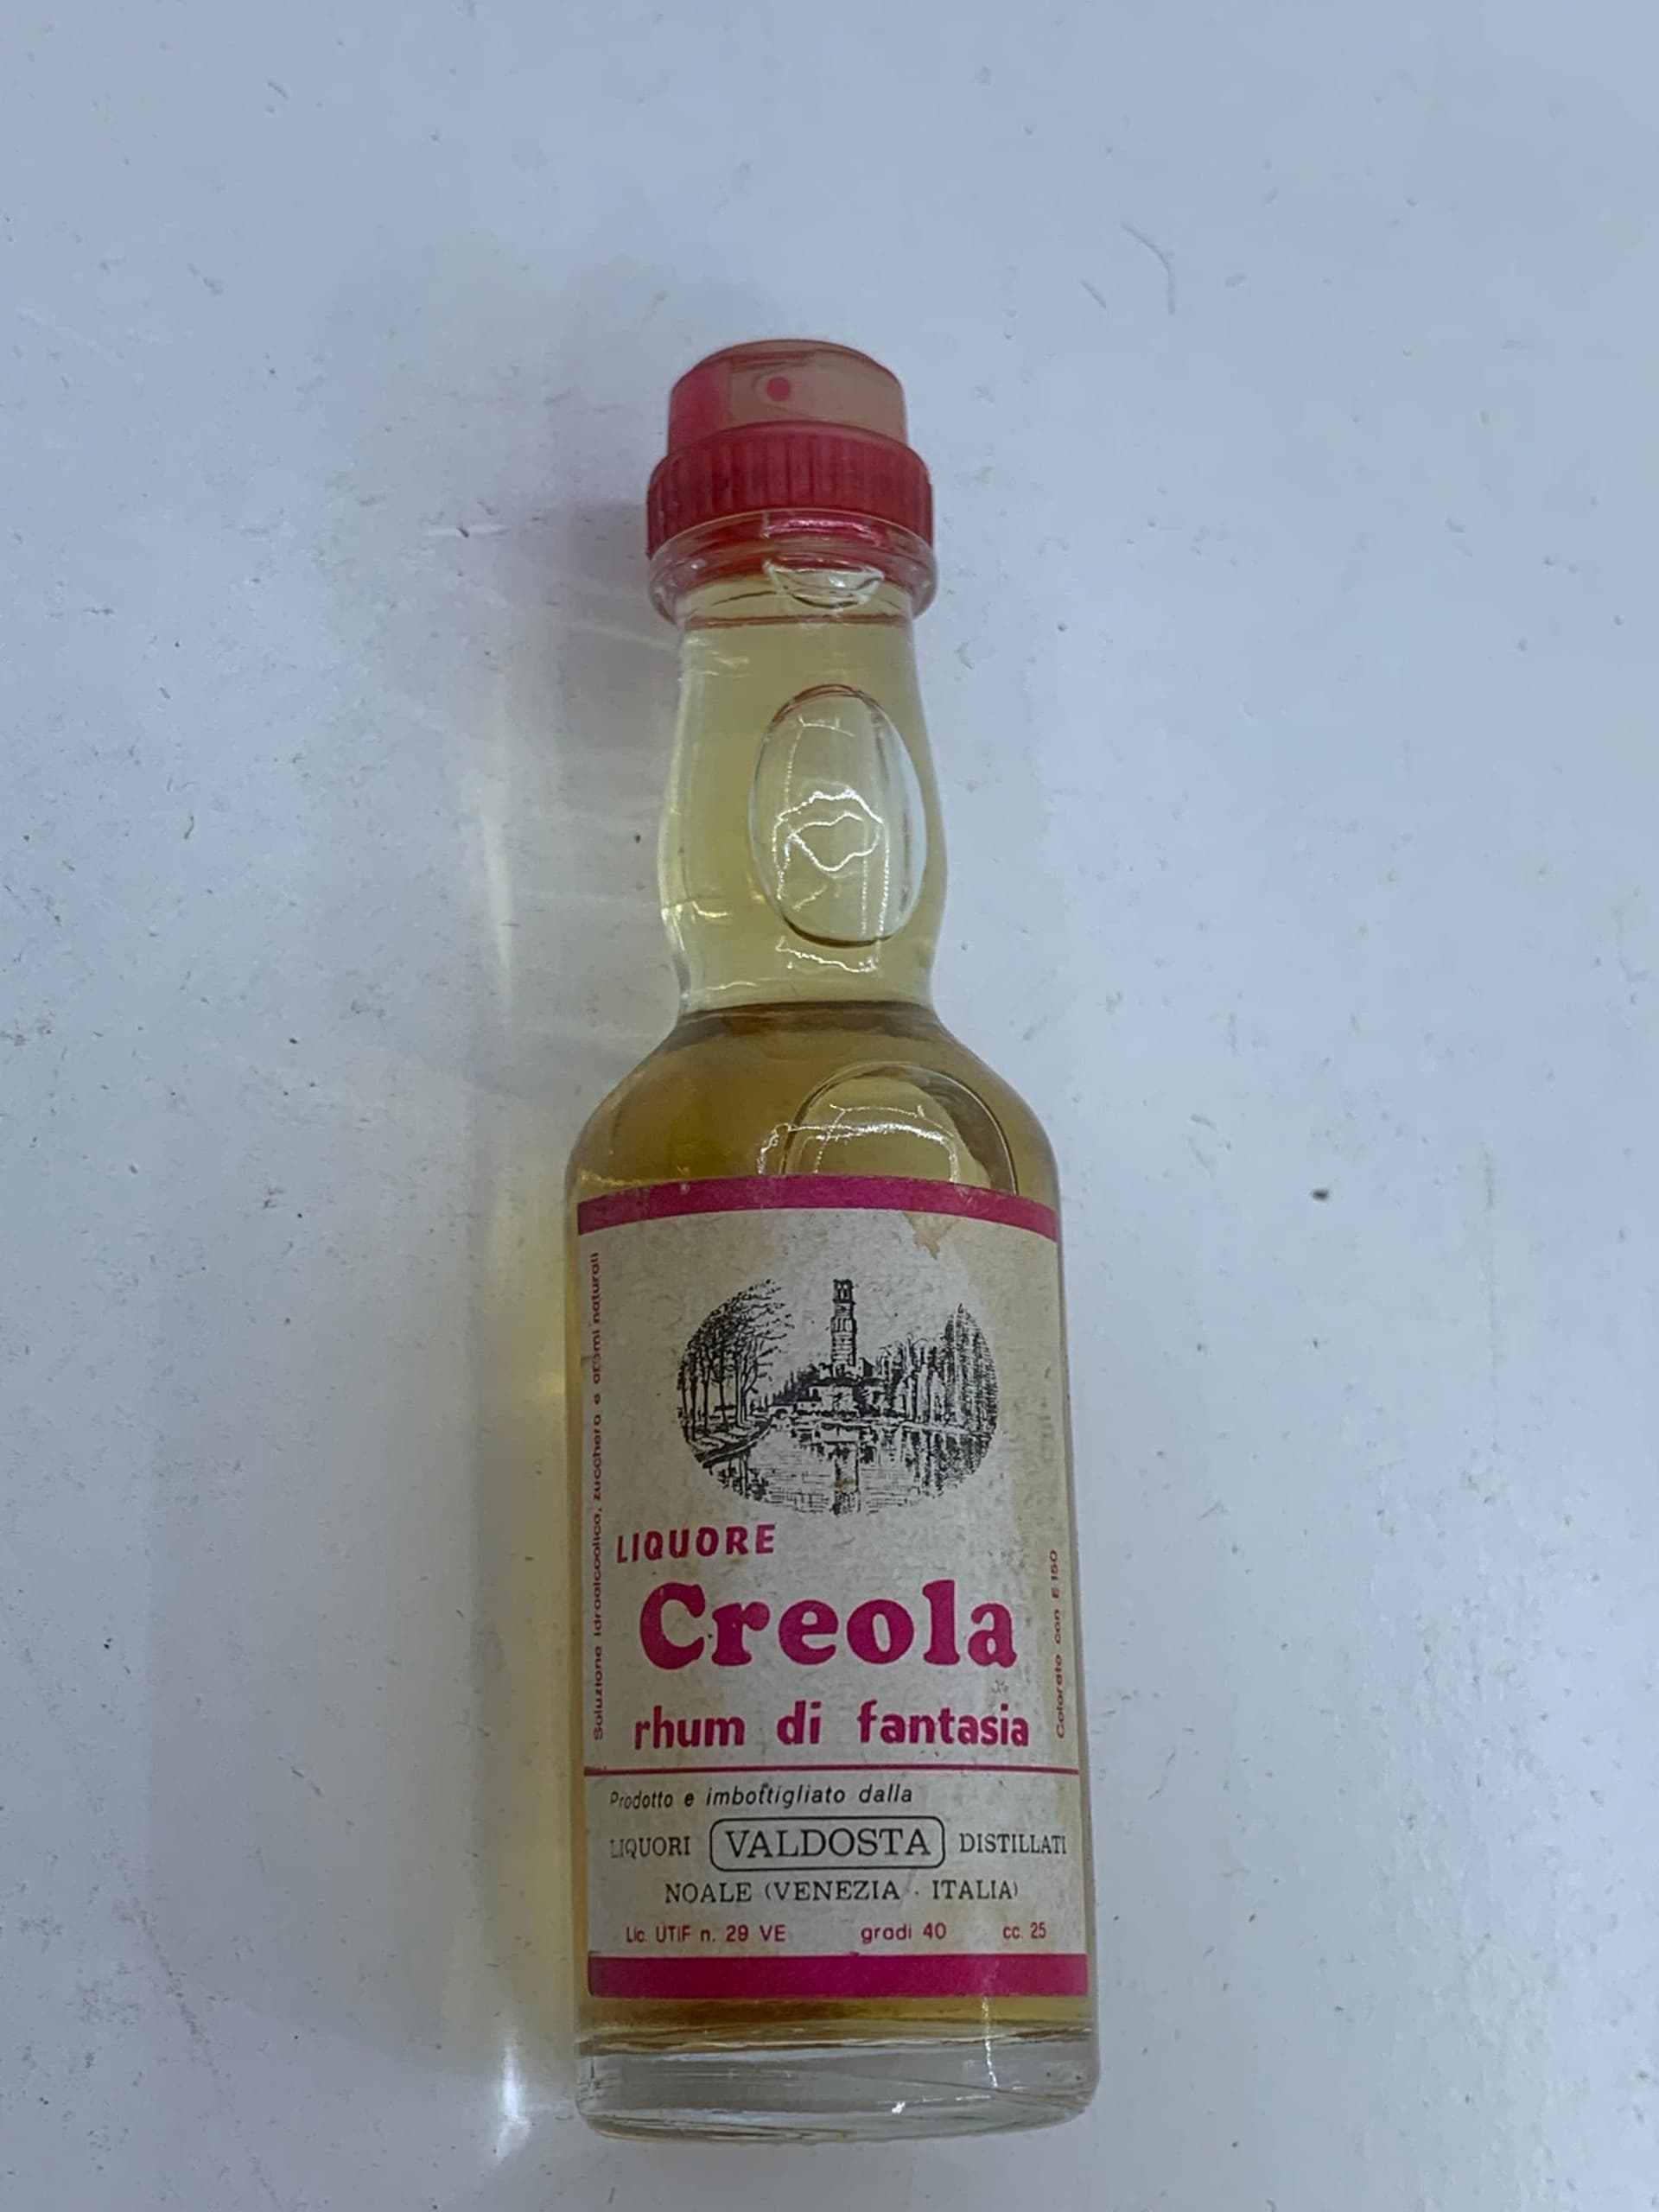 Soluzione idroalcoolica, zucchero e aromi naturali
LIQUORE
Creola
rhum di fantasia
Colorato con E 150
Prodotto e imbottigliato dalla
LIQUORI VALDOSTA DISTILLATI
NOALE (VENEZIA - ITALIA)
Lic. UTIF n. 29 VE gradi 40 cc. 25